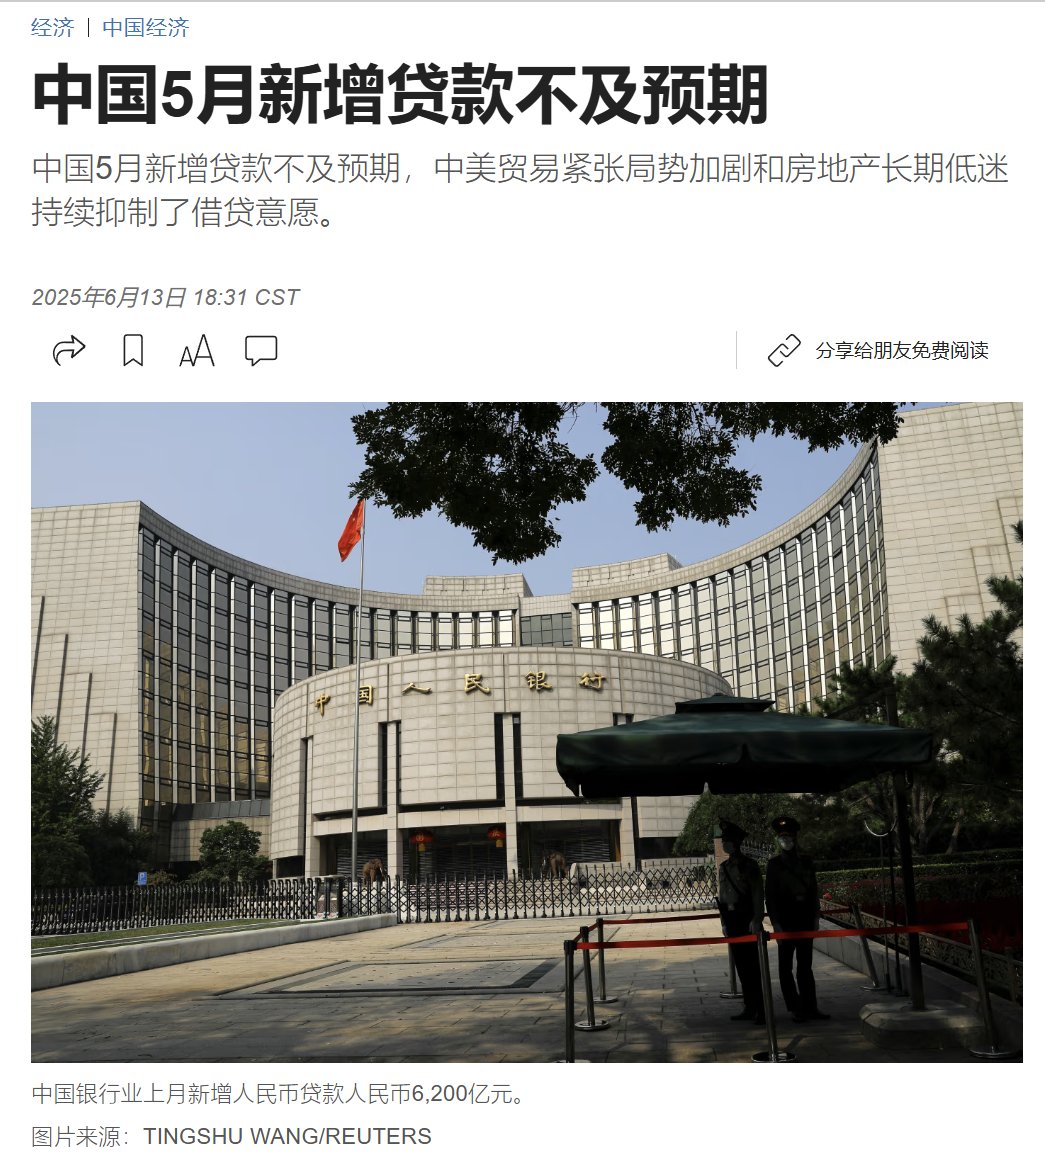 经济 | 中国经济
中国5月新增贷款不及预期
中国5月新增贷款不及预期，中美贸易紧张局势加剧和房地产长期低迷
持续抑制了借贷意愿。
2025年6月13日 18:31 CST
AA
分享给朋友免费阅读
中国人民银行
P
中国银行业上月新增人民币贷款人民币6,200亿元。
图片来源：TINGSHU WANG/REUTERS